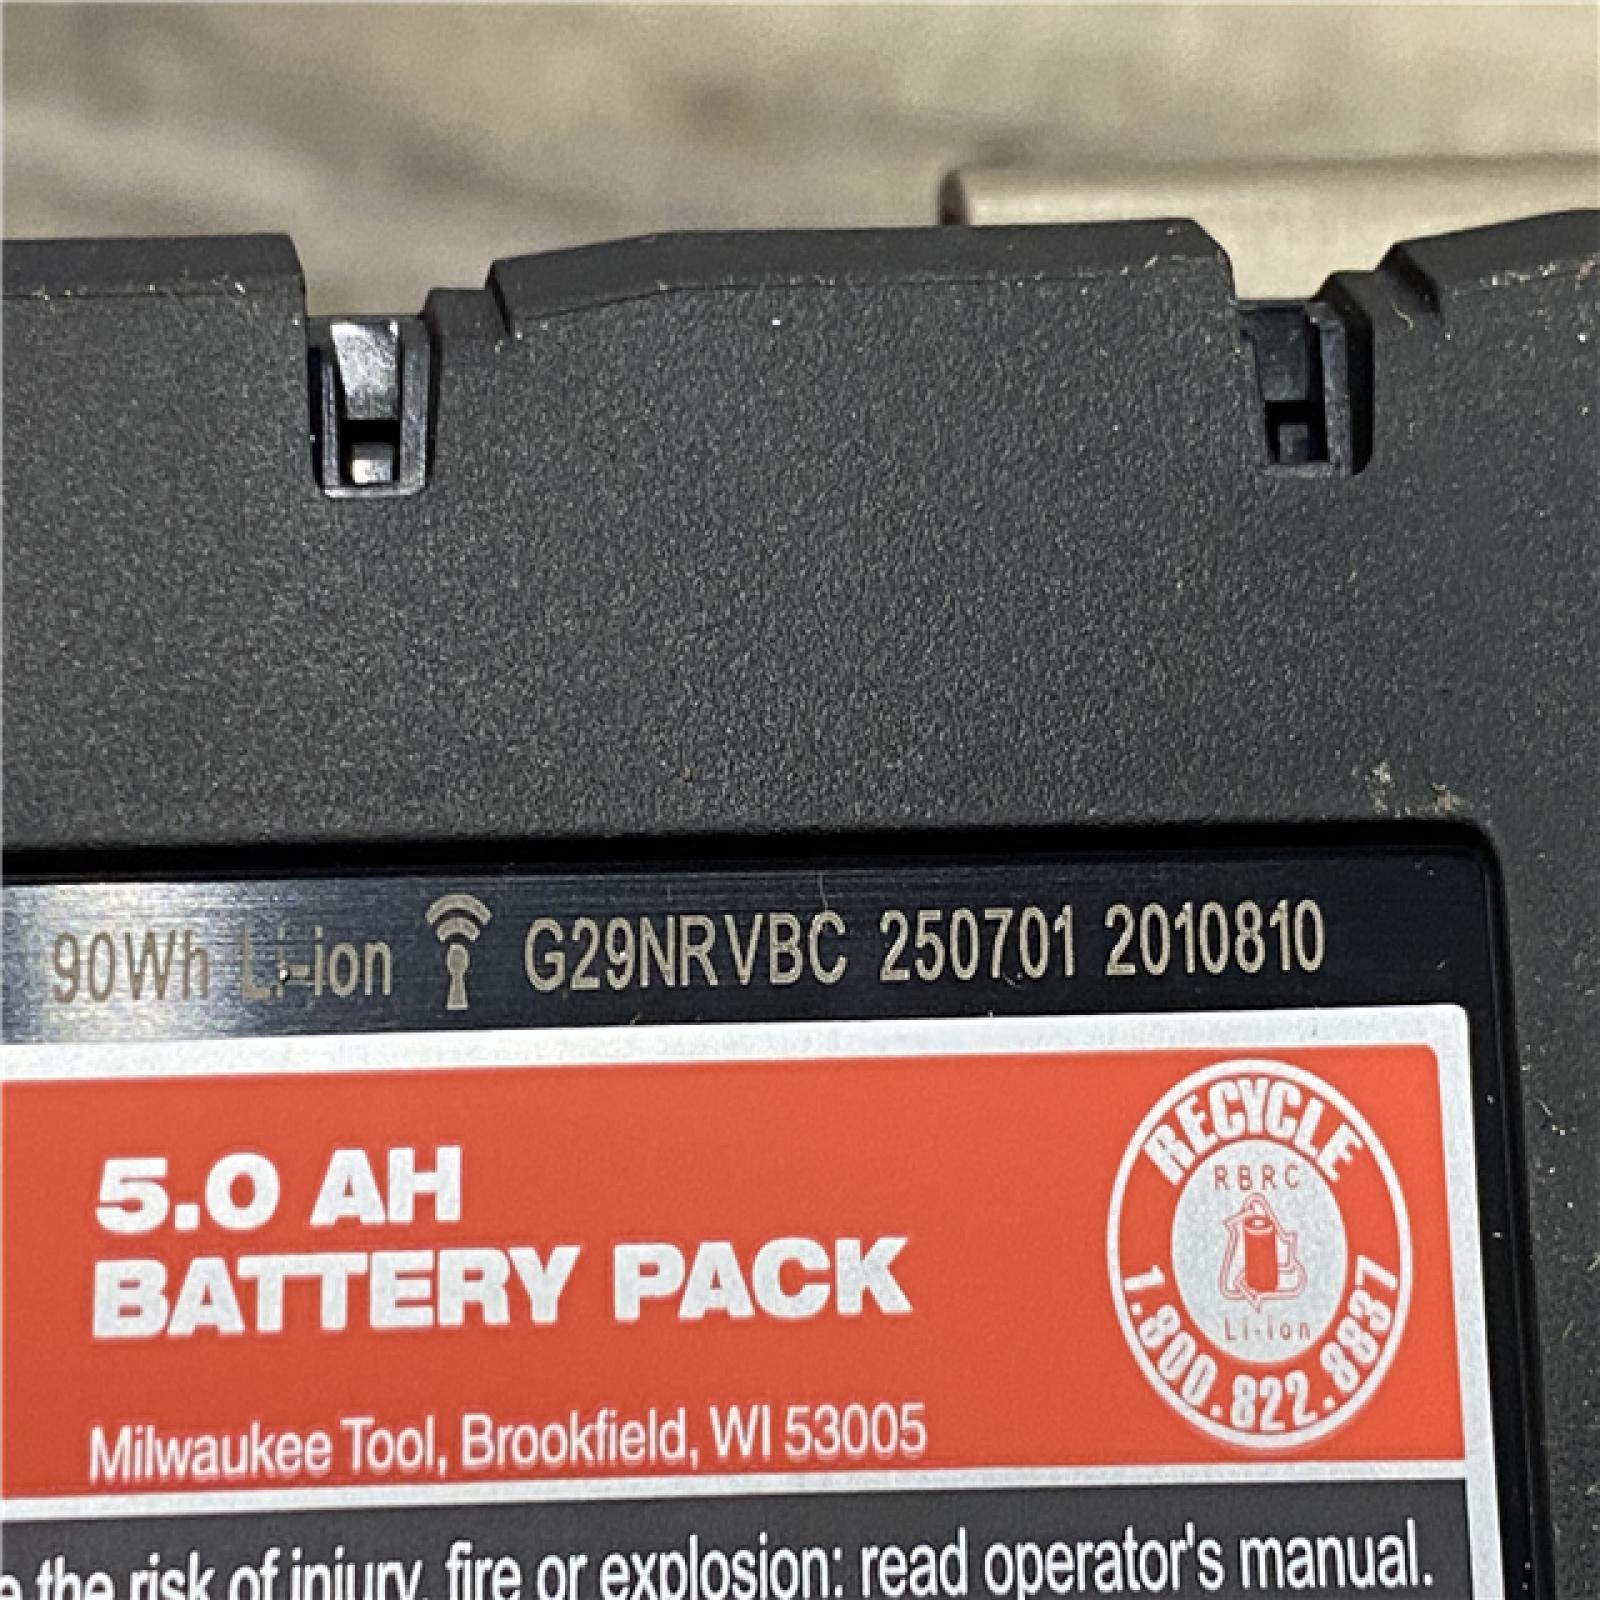 90Wh Li-ion G29NRVBC 250701 2010810
5.0 AH
BATTERY PACK
Milwaukee Tool, Brookfield, WI 53005
RECYCLE
RBRC
Li-ion
1.800.822.8837
the risk of injury, fire or explosion: read operator's manual.